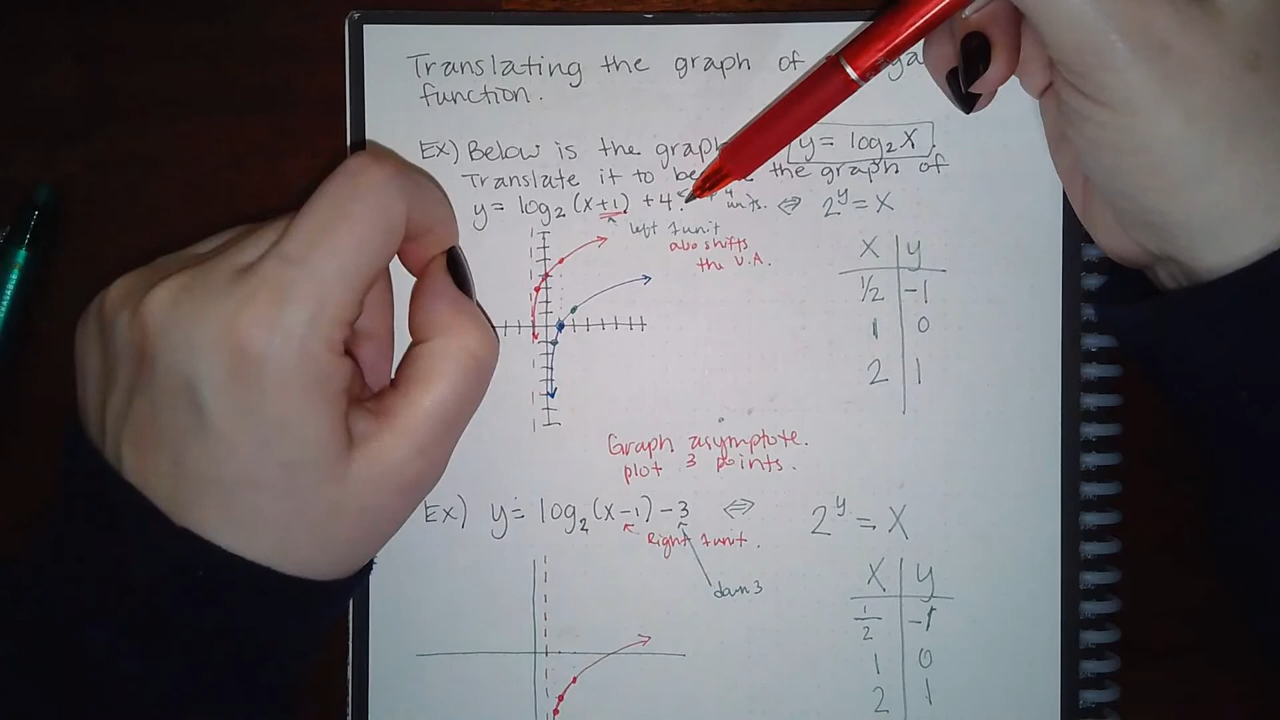 Translating the graph of
function.
Ex) Below is the graph y = log₂X.
Translate it to the graph of
y = log₂ (x+1) +4. units. ⇔ 2^y = X
left 1 unit
also shifts
the V.A.
X | y
1/2 | -1
1 | 0
2 | 1
Graph asymptote.
plot 3 points.
Ex) y = log₂(x-1) -3 ⇔ 2^y = X
Right 1 unit.
down 3
X | y
1/2 | -1
1 | 0
2 | 1